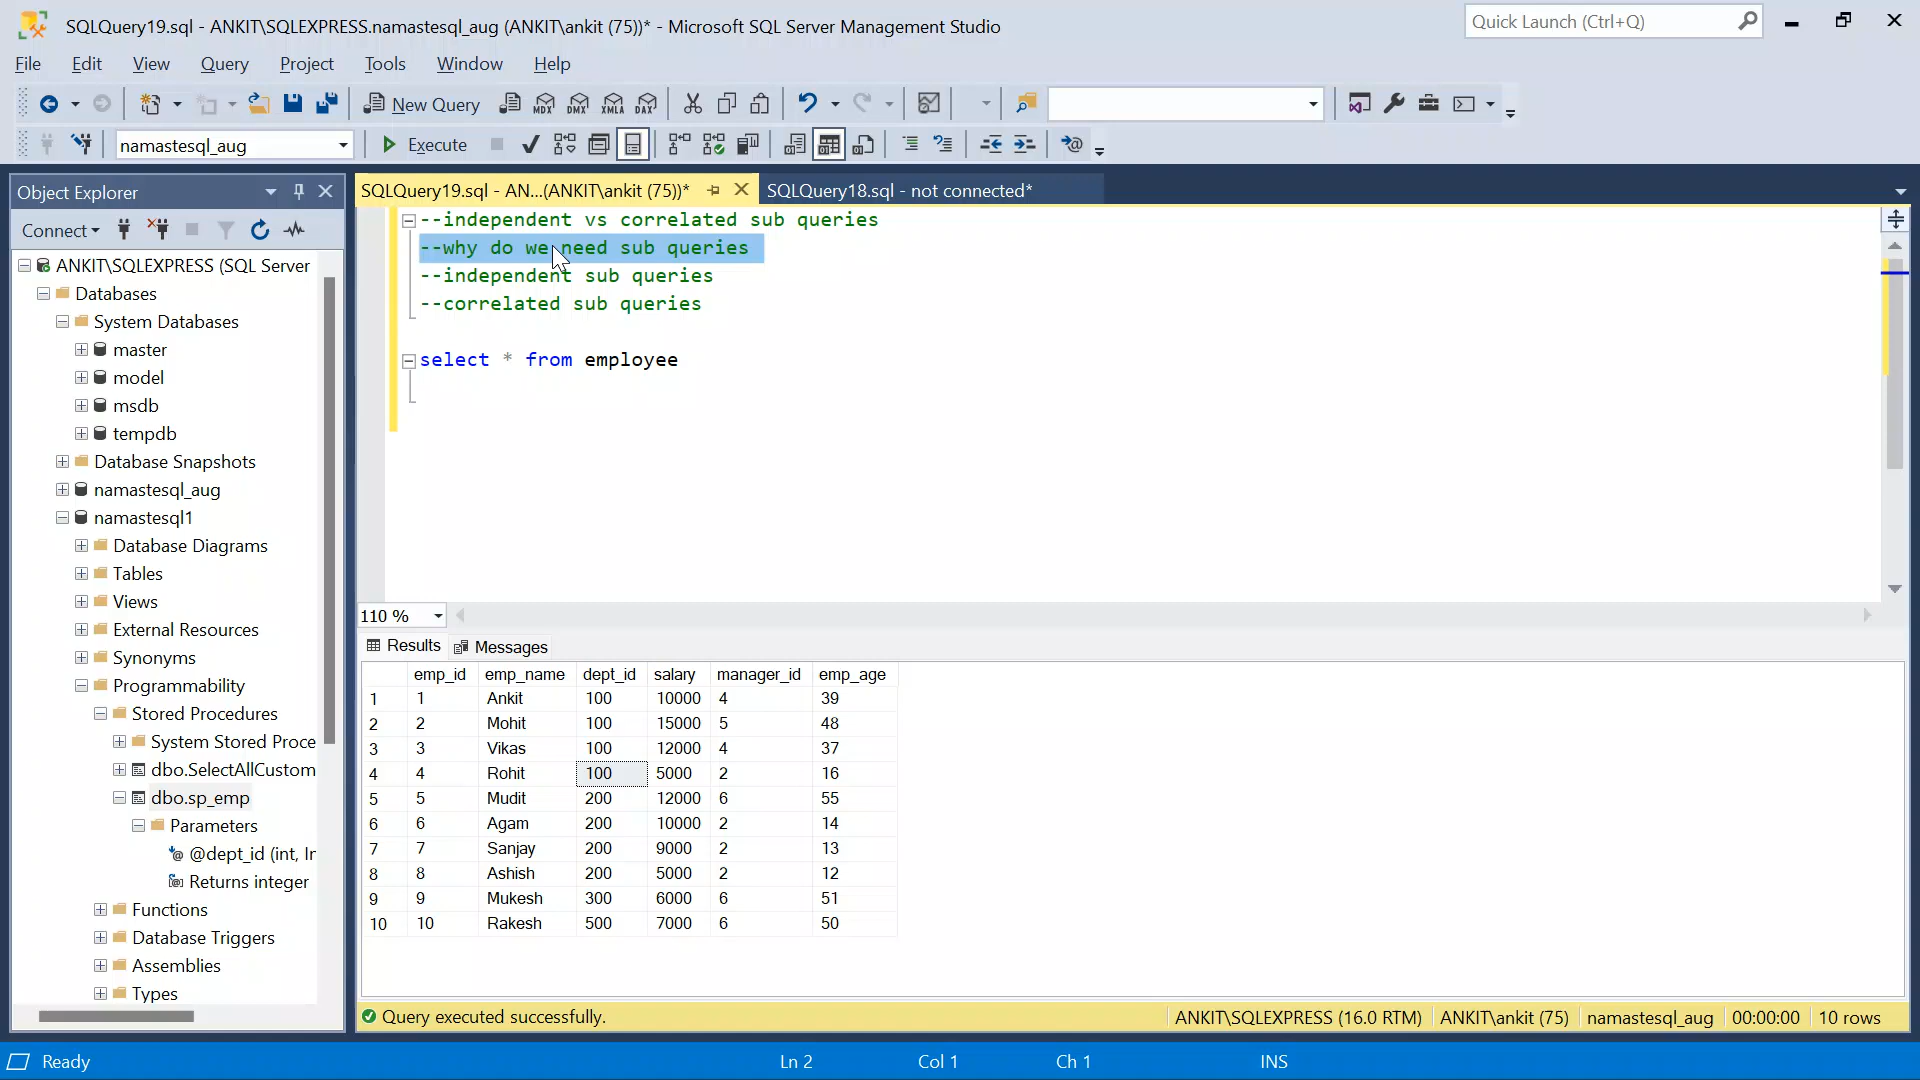 SQLQuery19.sql - ANKIT\SQLEXPRESS.namastesql_aug (ANKIT\ankit (75))* - Microsoft SQL Server Management Studio
Quick Launch (Ctrl+Q)
File Edit View Query Project Tools Window Help
New Query MDX DMX XMLA DAX
namastesql_aug Execute
Object Explorer
Connect
ANKIT\SQLEXPRESS (SQL Server
Databases
System Databases
master
model
msdb
tempdb
Database Snapshots
namastesql_aug
namastesql1
Database Diagrams
Tables
Views
External Resources
Synonyms
Programmability
Stored Procedures
System Stored Proce
dbo.SelectAllCustom
dbo.sp_emp
Parameters
@dept_id (int, Ir
Returns integer
Functions
Database Triggers
Assemblies
Types
SQLQuery19.sql - AN...(ANKIT\ankit (75))* SQLQuery18.sql - not connected*
--independent vs correlated sub queries
--why do we need sub queries
--independent sub queries
--correlated sub queries
select * from employee
110 %
Results Messages
emp_id emp_name dept_id salary manager_id emp_age
1 1 Ankit 100 10000 4 39
2 2 Mohit 100 15000 5 48
3 3 Vikas 100 12000 4 37
4 4 Rohit 100 5000 2 16
5 5 Mudit 200 12000 6 55
6 6 Agam 200 10000 2 14
7 7 Sanjay 200 9000 2 13
8 8 Ashish 200 5000 2 12
9 9 Mukesh 300 6000 6 51
10 10 Rakesh 500 7000 6 50
Query executed successfully. ANKIT\SQLEXPRESS (16.0 RTM) ANKIT\ankit (75) namastesql_aug 00:00:00 10 rows
Ready Ln 2 Col 1 Ch 1 INS